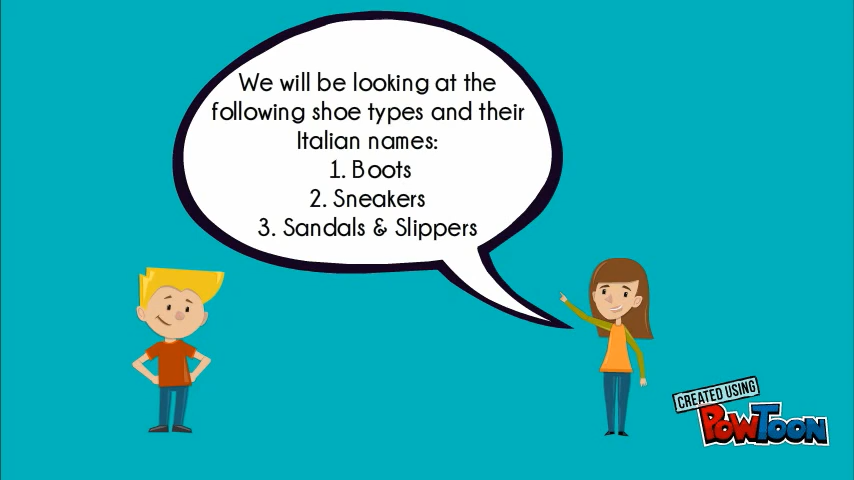 We will be looking at the
following shoe types and their
Italian names:
1. Boots
2. Sneakers
3. Sandals & Slippers
CREATED USING
POWTOON